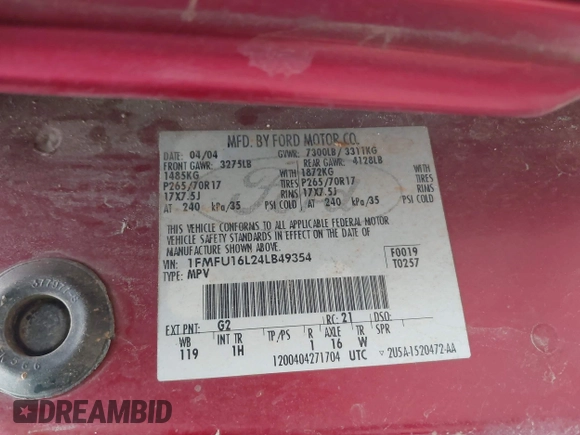 MFD. BY FORD MOTOR CO.
DATE: 04/04 GVWR: 7300LB / 3311KG
FRONT GAWR: 3275LB REAR GAWR: 4128LB
1485KG 1872KG
P265/70R17 TIRES P265/70R17 TIRES
17X7.5J RIMS 17X7.5J RIMS
AT 240 kPa/35 PSI COLD AT 240 kPa/35 PSI COLD
THIS VEHICLE CONFORMS TO ALL APPLICABLE FEDERAL MOTOR
VEHICLE SAFETY AND THEFT PREVENTION STANDARDS IN EFFECT ON THE DATE OF
MANUFACTURE SHOWN ABOVE.
VIN: 1FMFU16L24LB49354
TYPE: MPV
F0019
T0257
Ford
EXT PNT: G2 RC: 21 DSO:
WB INT TR TP/PS R AXLE TR SPR
119 1H 1 16 W
1200404271704 UTC ▽ 2U5A-1520472-AA
DREAMBID